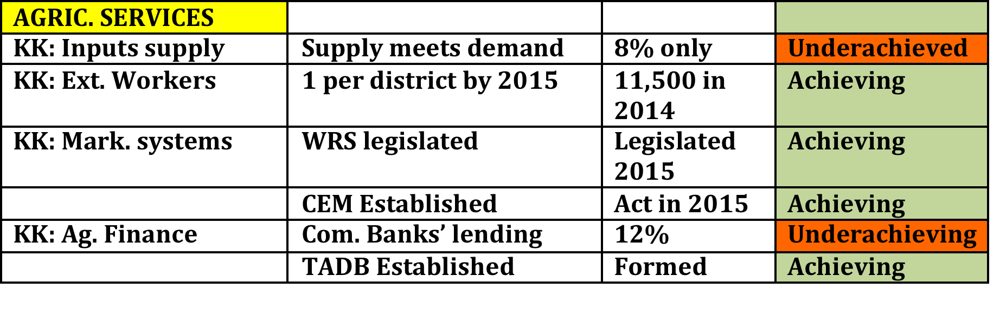 AGRIC. SERVICES
KK: Inputs supply Supply meets demand 8% only Underachieved
KK: Ext. Workers 1 per district by 2015 11,500 in Achieving
2014
KK: Mark. systems WRS legislated Legislated Achieving
2015
CEM Established Act in 2015 Achieving
KK: Ag. Finance Com. Banks’ lending 12% Underachieving
TADB Established Formed Achieving